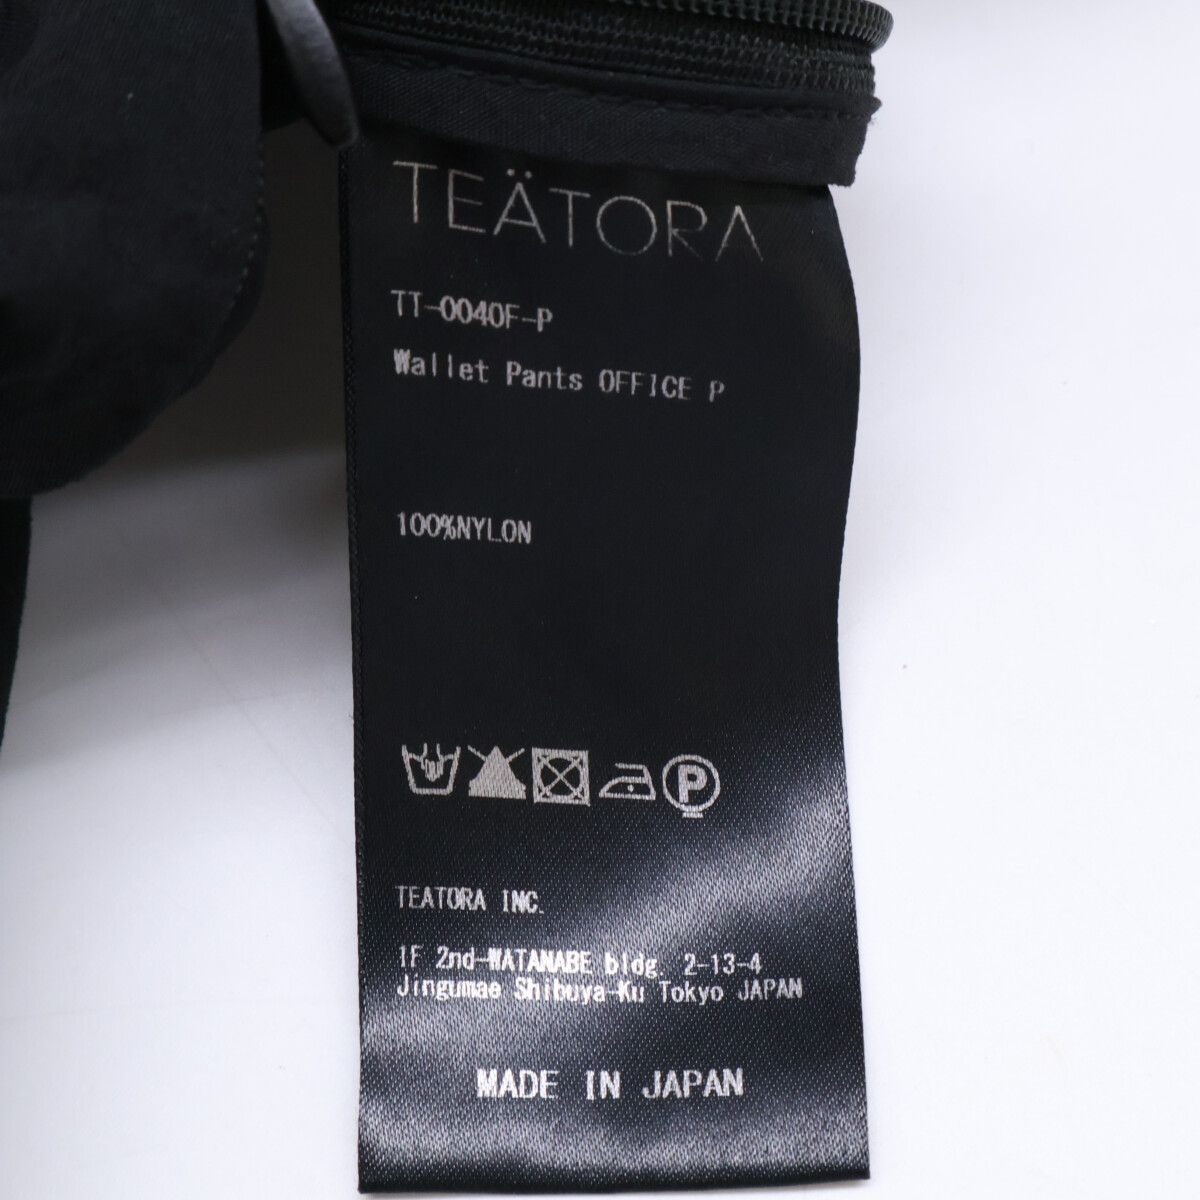 TEÄTORA
TT-0040F-P
Wallet Pants OFFICE P
100%NYLON
P
TEATORA INC.
1F 2nd-WATANABE bldg. 2-13-4
Jingumae Shibuya-Ku Tokyo JAPAN
MADE IN JAPAN